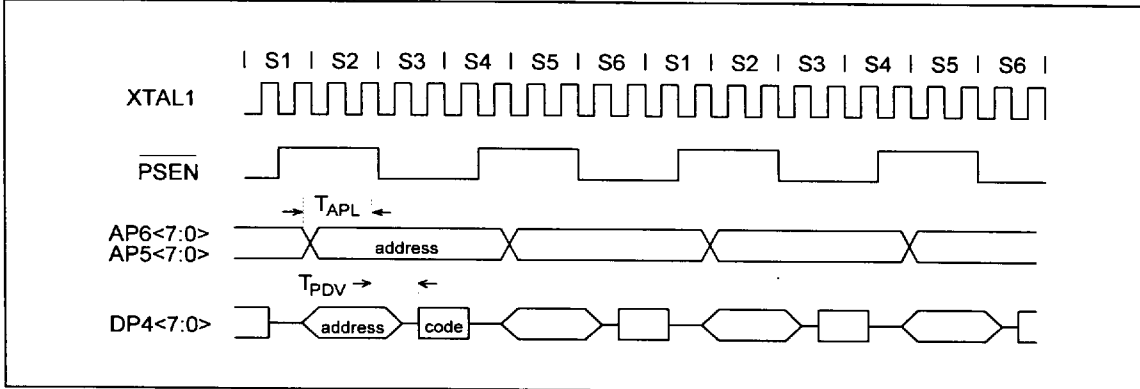 | S1 | S2 | S3 | S4 | S5 | S6 | S1 | S2 | S3 | S4 | S5 | S6 |
XTAL1
PSEN
TAPL
AP6<7:0>
AP5<7:0>
address
TPDV
DP4<7:0>
address
code